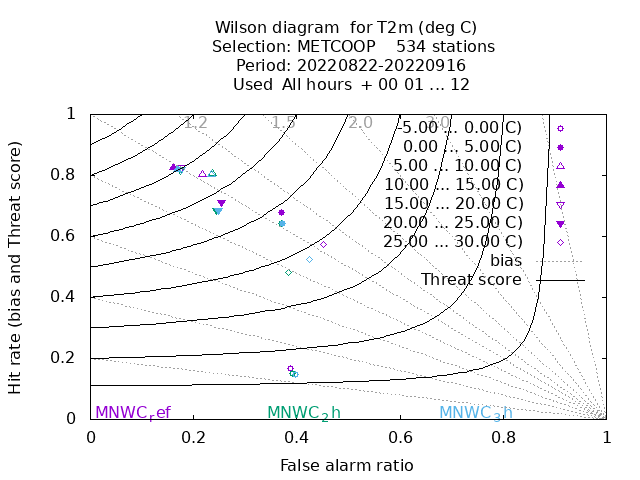 Wilson diagram  for T2m (deg C)
Selection: METCOOP    534 stations
Period: 20220822-20220916
Used  All hours  + 00 01 ... 12
Hit rate (bias and Threat score)
1
0.8
0.6
0.4
0.2
0
1.2
1.5
2.0
3.0
-5.00 ... 0.00 C)
0.00 ... 5.00 C)
5.00 ... 10.00 C)
10.00 ... 15.00 C)
15.00 ... 20.00 C)
20.00 ... 25.00 C)
25.00 ... 30.00 C)
bias
Threat score
MNWC_ref MNWC_2h MNWC_3h
0 0.2 0.4 0.6 0.8 1
False alarm ratio